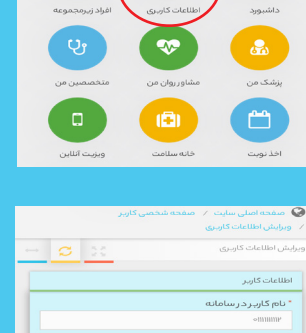 داشبورد
اطلاعات کاربری
افراد زیرمجموعه
پزشک من
مشاور روان من
متخصصین من
اخذ نوبت
خانه سلامت
ویزیت آنلاین
صفحه اصلی سایت / صفحه شخصی کاربر
/ ویرایش اطلاعات کاربری
ویرایش اطلاعات کاربری
اطلاعات کاربر
* نام کاربر در سامانه